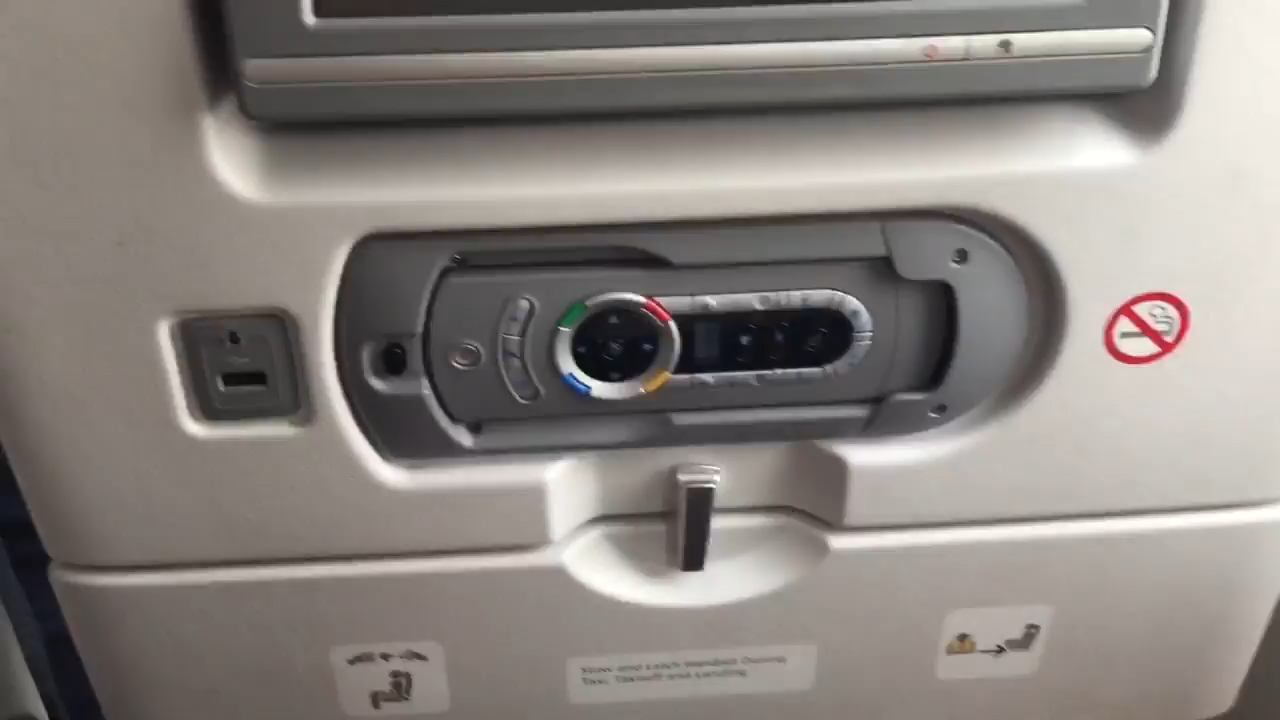 Stow and Latch Handset During
Taxi, Takeoff and Landing